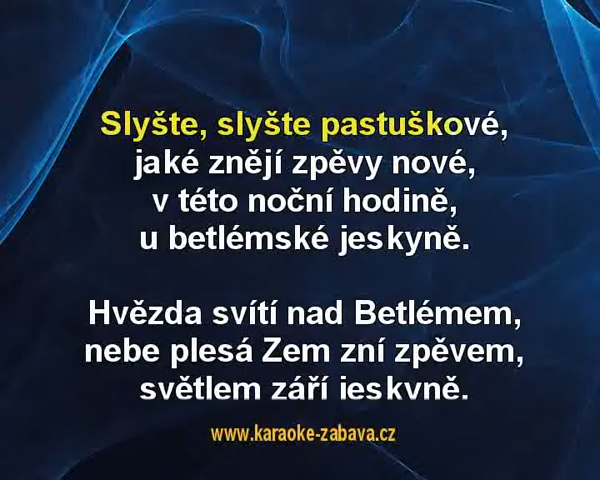 Slyšte, slyšte pastuškové,
jaké znějí zpěvy nové,
v této noční hodině,
u betlémské jeskyně.
Hvězda svítí nad Betlémem,
nebe plesá Zem zní zpěvem,
světlem září jeskyně.
www.karaoke-zabava.cz